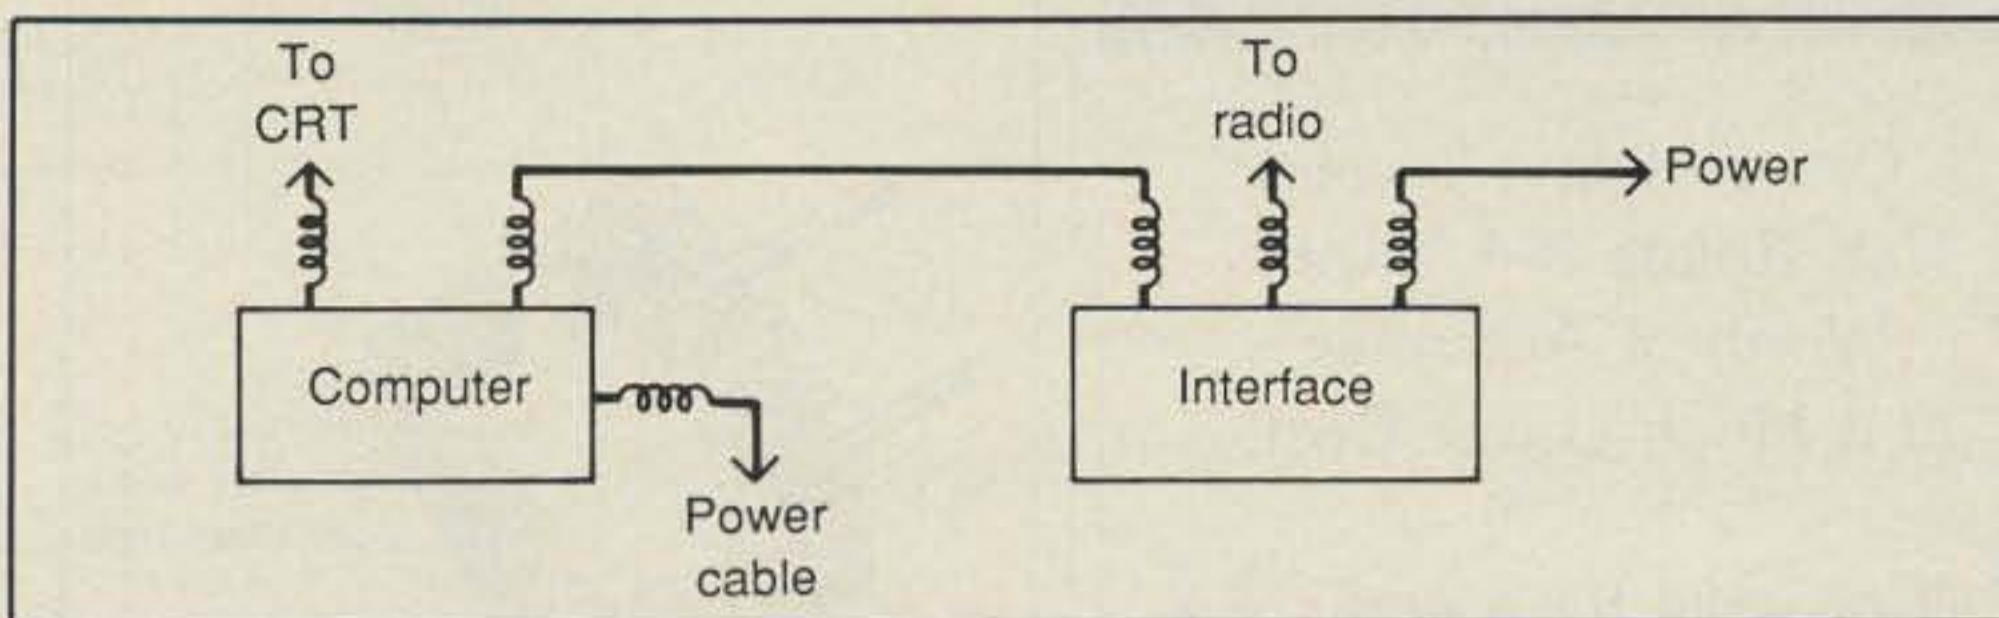 To
CRT
To
radio
Power
Computer
Interface
Power
cable